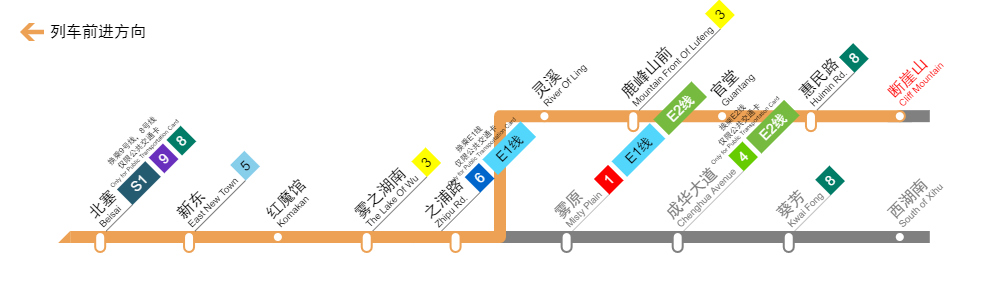 列车前进方向
灵溪
River Of Ling
鹿峰山前
Mountain Front Of Lufeng
3
官堂
Guantang
惠民路
Huimin Rd.
8
断崖山
Cliff Mountain
换乘9号线，8号线
仅限公共交通卡
Only for Public Transportation Card
北塞
Beisai
S1
9
8
新东
East New Town
5
红魔馆
Komakan
雾之湖南
The Lake Of Wu
3
换乘E1线
仅限公共交通卡
Only for Public Transportation Card
之浦路
Zhipu Rd.
6
E1线
雾原
Misty Plain
1
E1线
E2线
换乘E2线
仅限公共交通卡
Only for Public Transportation Card
成华大道
Chenghua Avenue
4
E2线
葵芳
Kwai Fong
8
西湖南
South of Xihu